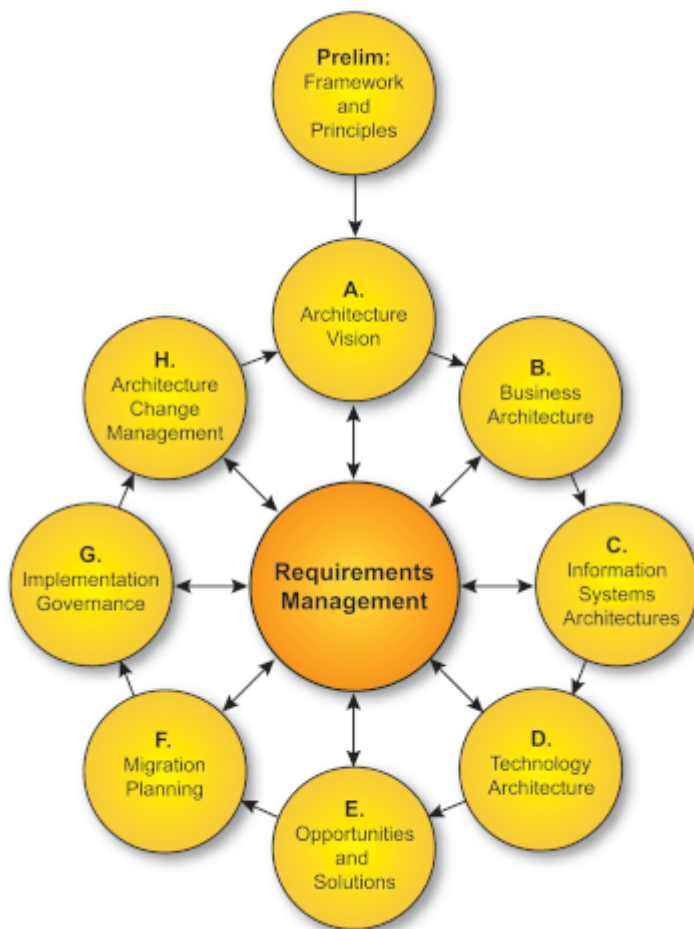 Prelim:
Framework
and
Principles
A.
Architecture
Vision
B.
Business
Architecture
C.
Information
Systems
Architectures
D.
Technology
Architecture
E.
Opportunities
and
Solutions
F.
Migration
Planning
G.
Implementation
Governance
H.
Architecture
Change
Management
Requirements
Management